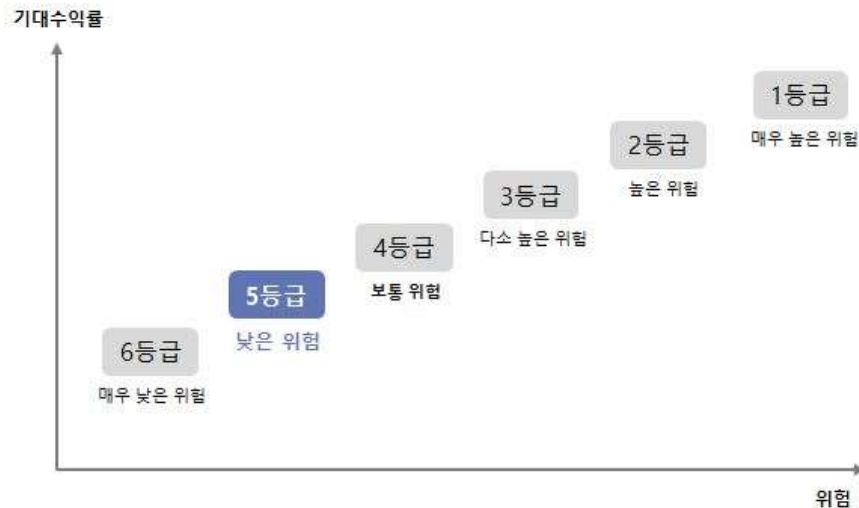 기대수익률
1등급
매우 높은 위험
2등급
높은 위험
3등급
다소 높은 위험
4등급
보통 위험
5등급
낮은 위험
6등급
매우 낮은 위험
위험